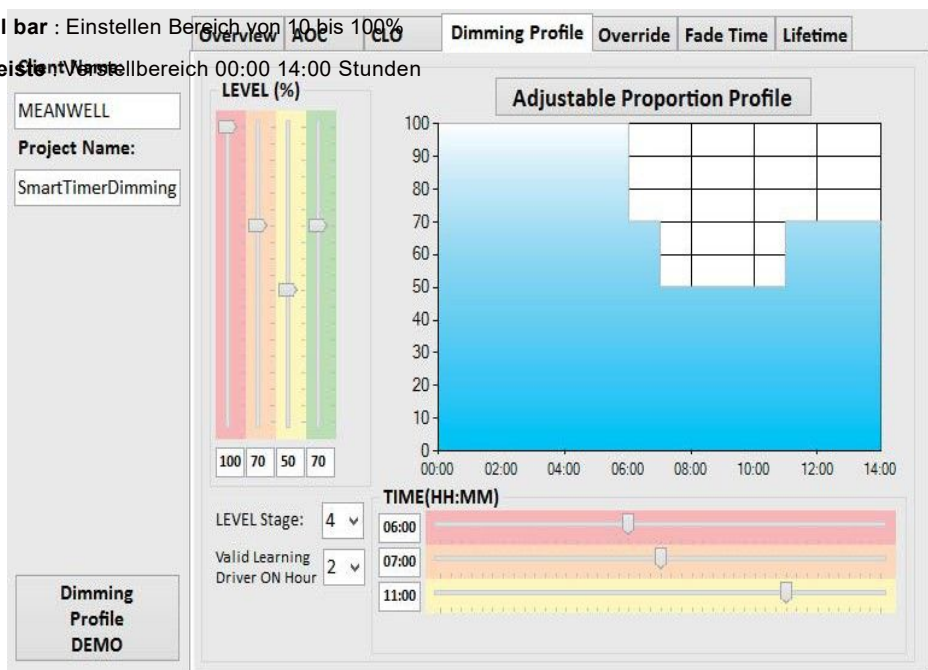 l bar : Einstellen Bereich von 10 bis 100%
eiste : Verstellbereich 00:00 14:00 Stunden
Overview AOC CLO Dimming Profile Override Fade Time Lifetime
Client Name:
MEANWELL
Project Name:
SmartTimerDimming
LEVEL (%)
100 70 50 70
Adjustable Proportion Profile
100
90
80
70
60
50
40
30
20
10
0
00:00 02:00 04:00 06:00 08:00 10:00 12:00 14:00
LEVEL Stage: 4
Valid Learning
Driver ON Hour 2
TIME(HH:MM)
06:00
07:00
11:00
Dimming
Profile
DEMO